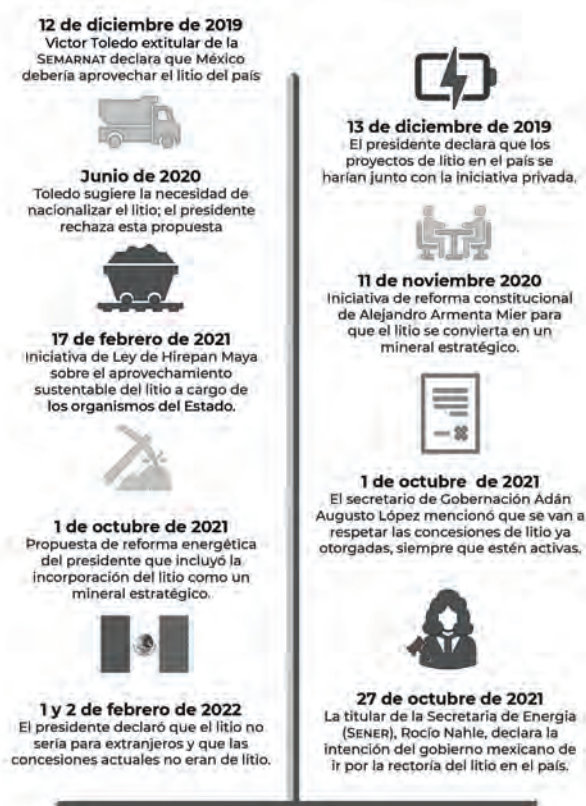 12 de diciembre de 2019
Victor Toledo extitular de la
SEMARNAT declara que México
debería aprovechar el litio del país
13 de diciembre de 2019
El presidente declara que los
proyectos de litio en el país se
harían junto con la iniciativa privada.
Junio de 2020
Toledo sugiere la necesidad de
nacionalizar el litio; el presidente
rechaza esta propuesta
11 de noviembre 2020
Iniciativa de reforma constitucional
de Alejandro Armenta Mier para
que el litio se convierta en un
mineral estratégico.
17 de febrero de 2021
Iniciativa de Ley de Hirepan Maya
sobre el aprovechamiento
sustentable del litio a cargo de
los organismos del Estado.
1 de octubre de 2021
El secretario de Gobernación Adán
Augusto López mencionó que se van a
respetar las concesiones de litio ya
otorgadas, siempre que estén activas.
1 de octubre de 2021
Propuesta de reforma energética
del presidente que incluyó la
incorporación del litio como un
mineral estratégico.
27 de octubre de 2021
La titular de la Secretaria de Energía
(SENER), Rocío Nahle, declara la
intención del gobierno mexicano de
ir por la rectoría del litio en el país.
1 y 2 de febrero de 2022
El presidente declaró que el litio no
sería para extranjeros y que las
concesiones actuales no eran de litio.